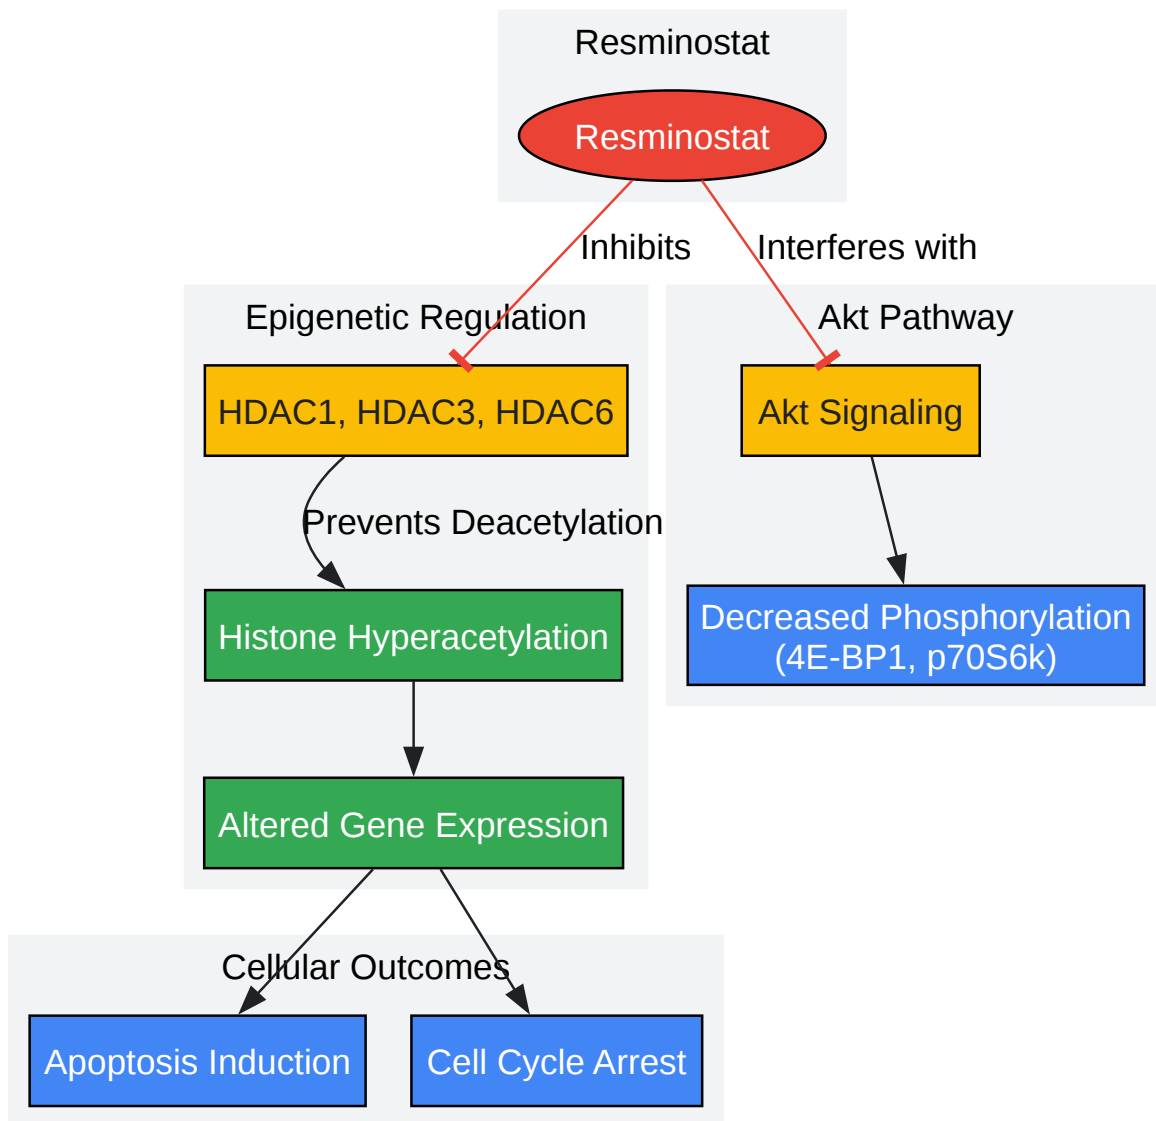 Resminostat
Resminostat
Inhibits
Interferes with
Epigenetic Regulation
Akt Pathway
HDAC1, HDAC3, HDAC6
Akt Signaling
Prevents Deacetylation
Histone Hyperacetylation
Decreased Phosphorylation
(4E-BP1, p70S6k)
Altered Gene Expression
Cellular Outcomes
Apoptosis Induction
Cell Cycle Arrest